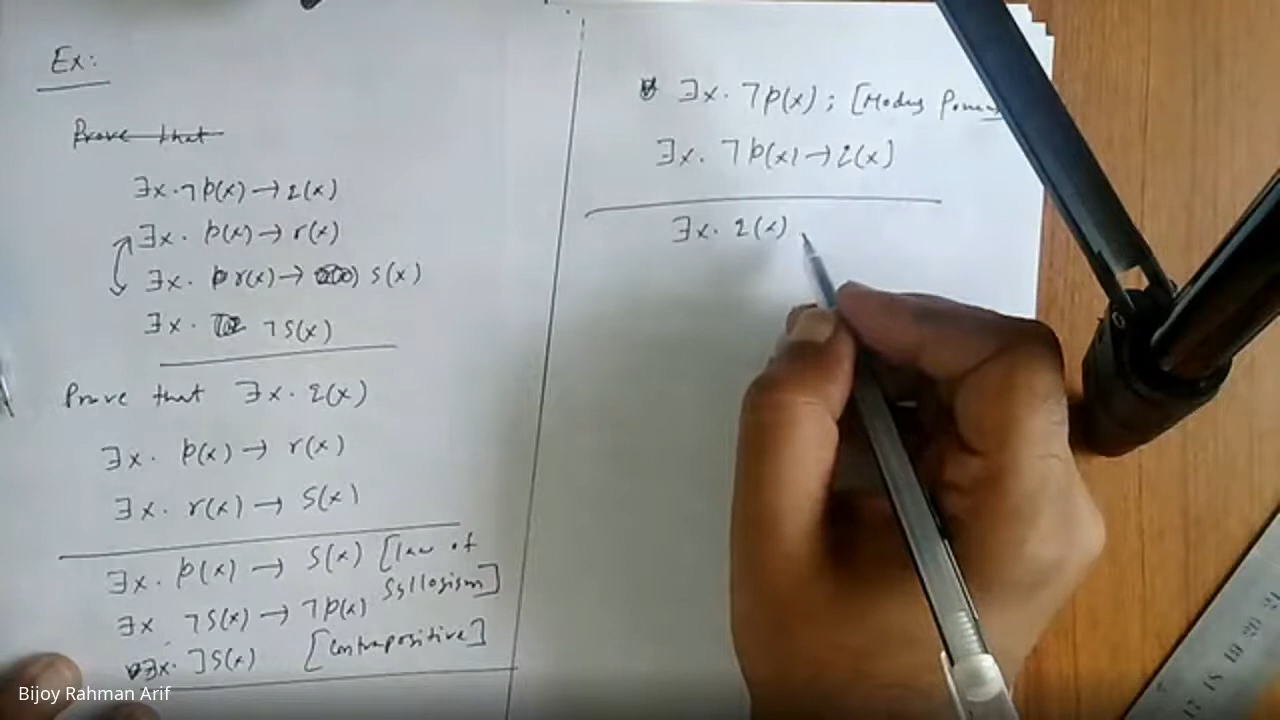 Ex:
Prove that
∃x. ¬p(x) → q(x)
∃x. p(x) → r(x)
∃x. r(x) → s(x)
∃x. ¬s(x)
Prove that ∃x. q(x)
∃x. p(x) → r(x)
∃x. r(x) → s(x)
∃x. p(x) → s(x) [law of
syllogism]
∃x ¬s(x) → ¬p(x)
[contrapositive]
∃x. ¬s(x)
∃x. ¬p(x); [Modus Ponens
∃x. ¬p(x) → q(x)
∃x. q(x)
Bijoy Rahman Arif